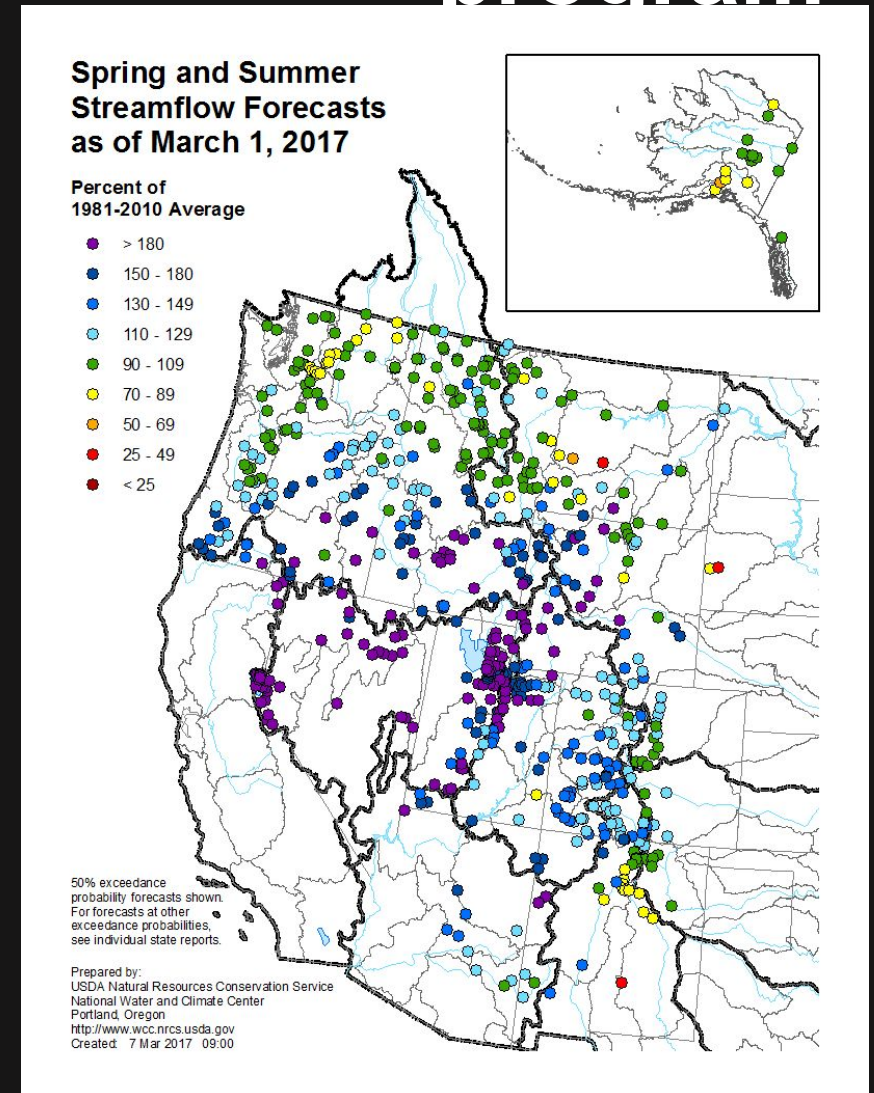 program
Spring and Summer
Streamflow Forecasts
as of March 1, 2017
Percent of
1981-2010 Average
> 180
150 - 180
130 - 149
110 - 129
90 - 109
70 - 89
50 - 69
25 - 49
< 25
50% exceedance
probability forecasts shown.
For forecasts at other
exceedance probabilities,
see individual state reports.
Prepared by:
USDA Natural Resources Conservation Service
National Water and Climate Center
Portland, Oregon
http://www.wcc.nrcs.usda.gov
Created: 7 Mar 2017 09:00